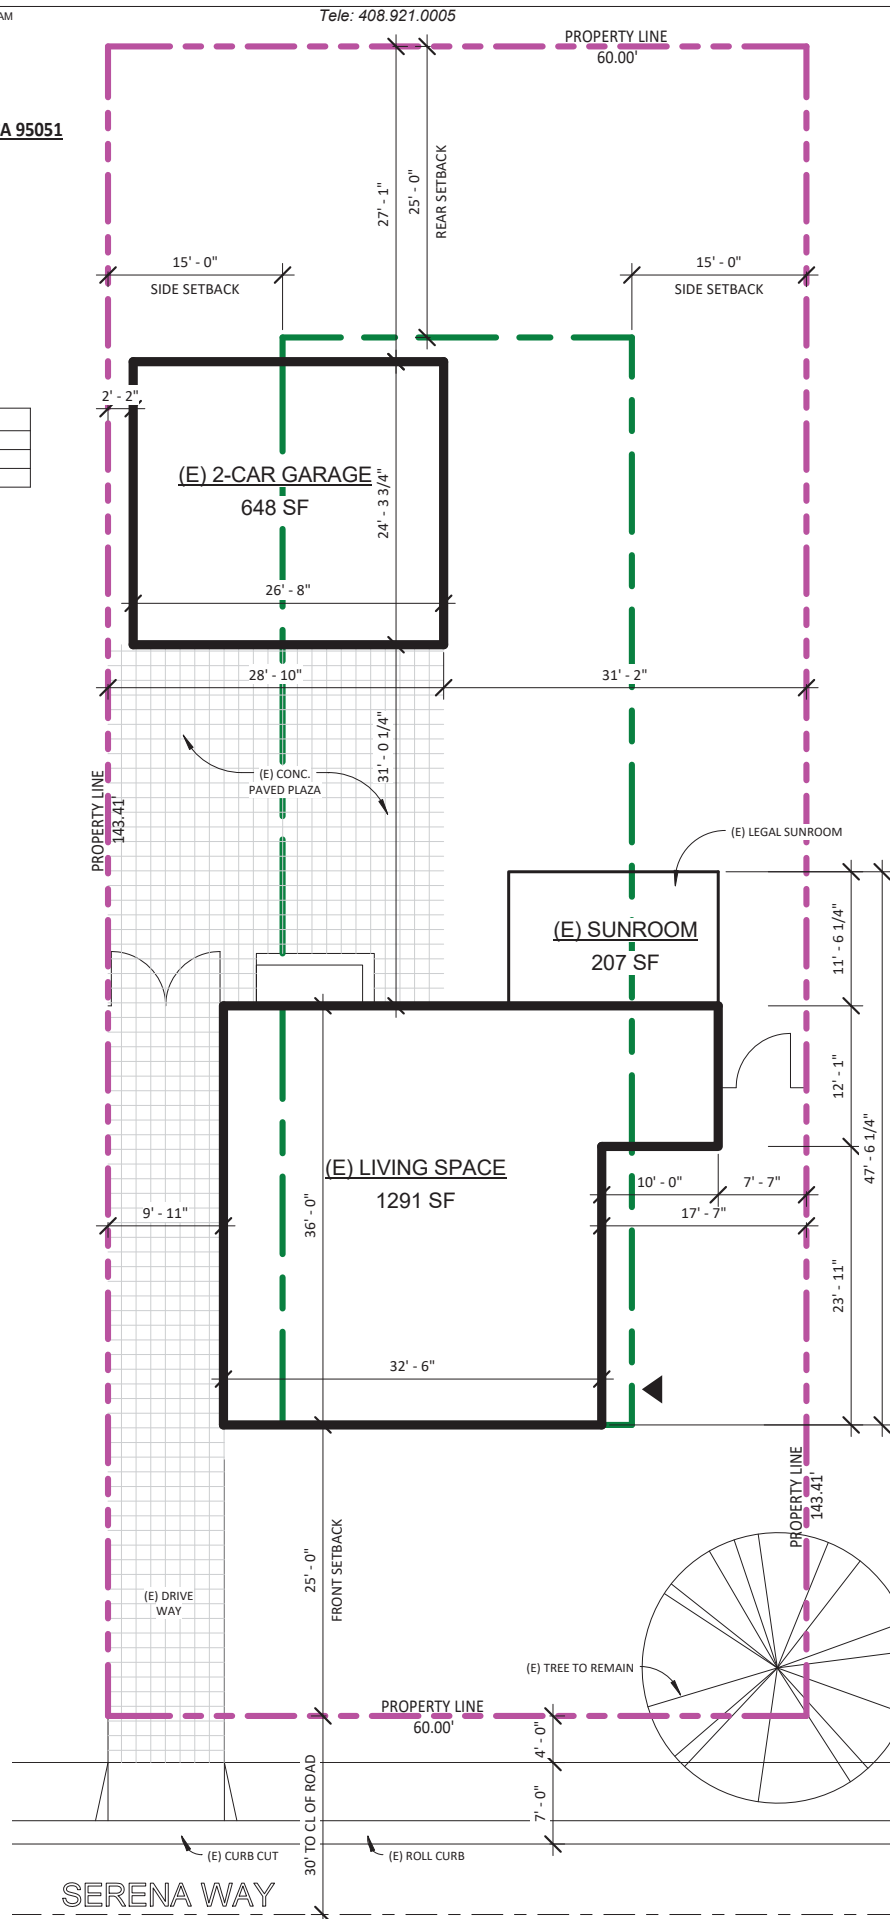 AM
Tele: 408.921.0005
PROPERTY LINE
60.00'
A 95051
27' - 1"
25' - 0"
REAR SETBACK
15' - 0"
SIDE SETBACK
15' - 0"
SIDE SETBACK
2' - 2"
(E) 2-CAR GARAGE
648 SF
24' - 3 3/4"
26' - 8"
28' - 10"
31' - 2"
31' - 0 1/4"
(E) CONC.
PAVED PLAZA
PROPERTY LINE
143.41'
(E) LEGAL SUNROOM
(E) SUNROOM
207 SF
11' - 6 1/4"
12' - 1"
47' - 6 1/4"
(E) LIVING SPACE
1291 SF
10' - 0"
7' - 7"
9' - 11"
36' - 0"
17' - 7"
23' - 11"
32' - 6"
PROPERTY LINE
143.41'
25' - 0"
FRONT SETBACK
(E) DRIVE
WAY
(E) TREE TO REMAIN
PROPERTY LINE
60.00'
4' - 0"
7' - 0"
30' TO CL OF ROAD
(E) CURB CUT
(E) ROLL CURB
SERENA WAY